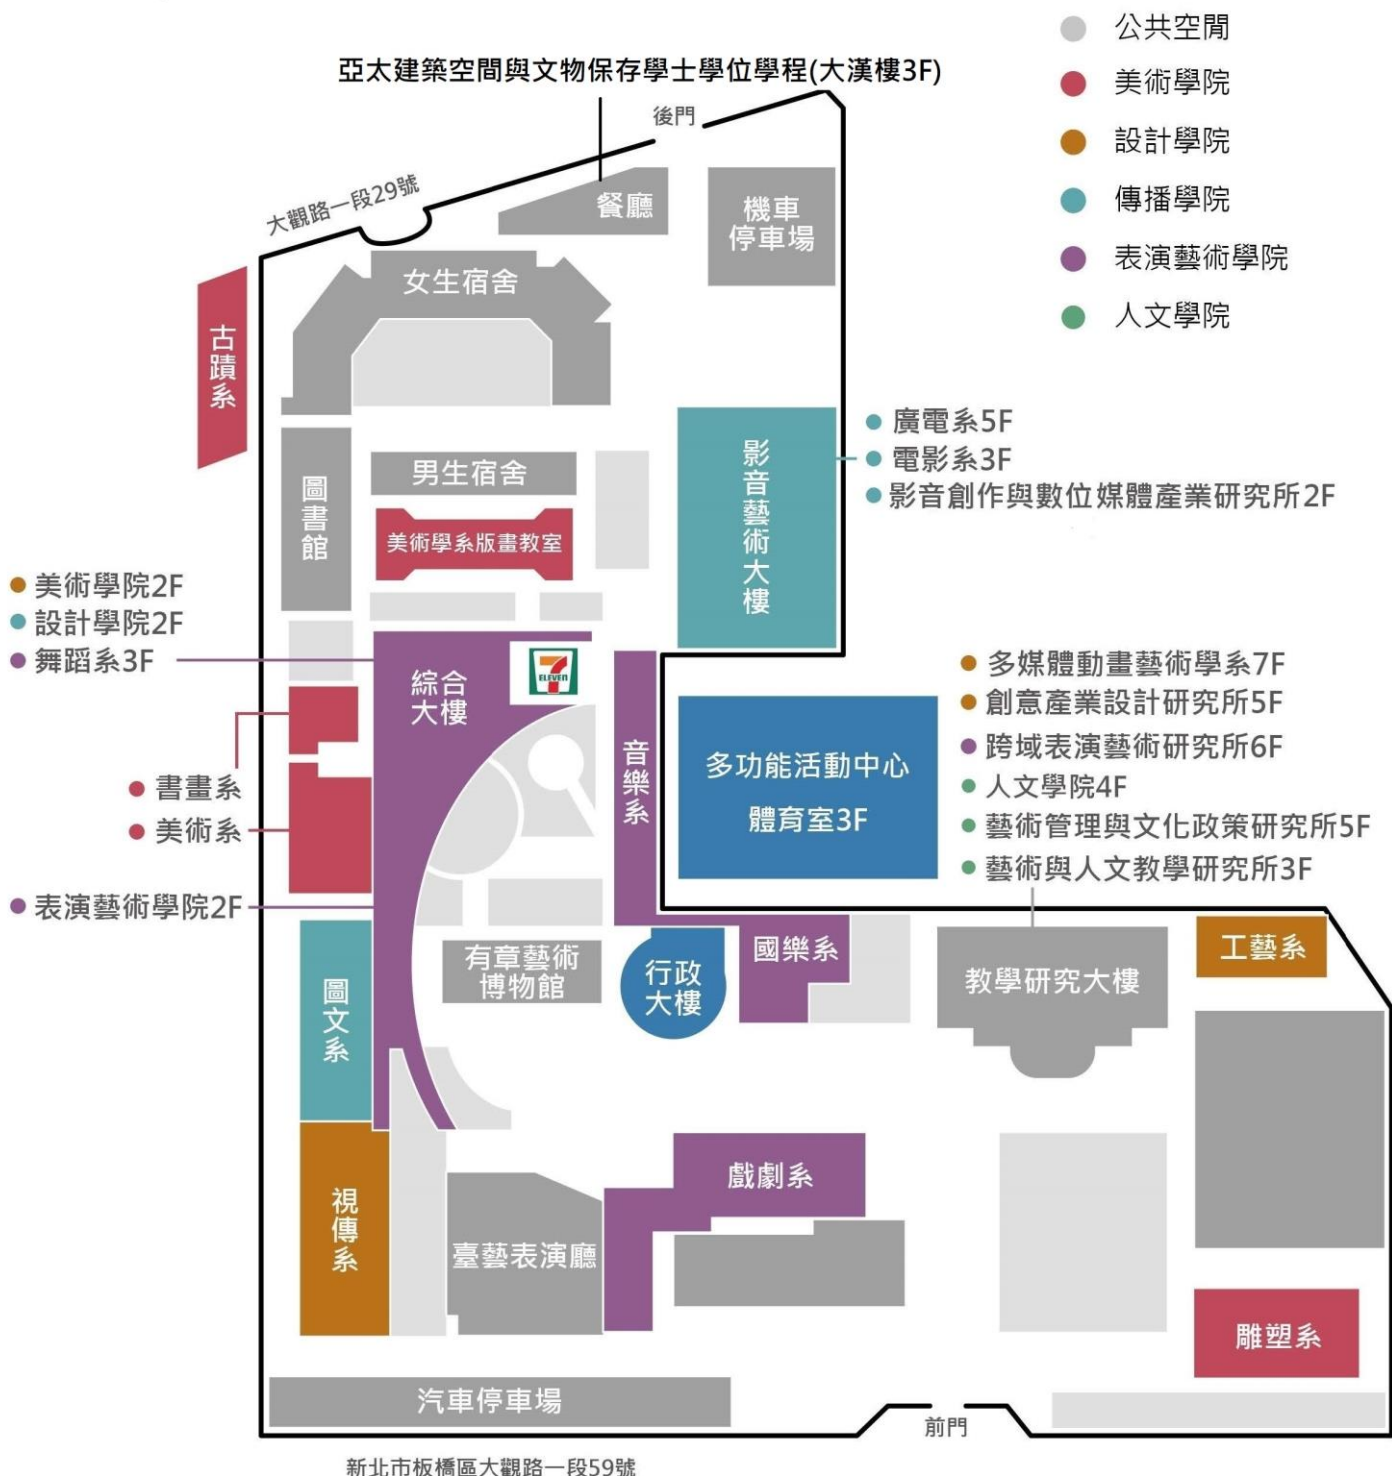 公共空間
美術學院
設計學院
傳播學院
表演藝術學院
人文學院
亞太建築空間與文物保存學士學位學程(大漢樓3F)
後門
大觀路一段29號
餐廳
機車
停車場
女生宿舍
古蹟系
圖書館
男生宿舍
美術學系版畫教室
影音藝術大樓
廣電系5F
電影系3F
影音創作與數位媒體產業研究所2F
美術學院2F
設計學院2F
舞蹈系3F
綜合
大樓
7
ELEVEN
音樂系
多功能活動中心
體育室3F
多媒體動畫藝術學系7F
創意產業設計研究所5F
跨域表演藝術研究所6F
人文學院4F
藝術管理與文化政策研究所5F
藝術與人文教學研究所3F
書畫系
美術系
表演藝術學院2F
圖文系
有章藝術
博物館
行政
大樓
國樂系
教學研究大樓
工藝系
視傳系
臺藝表演廳
戲劇系
雕塑系
汽車停車場
前門
新北市板橋區大觀路一段59號